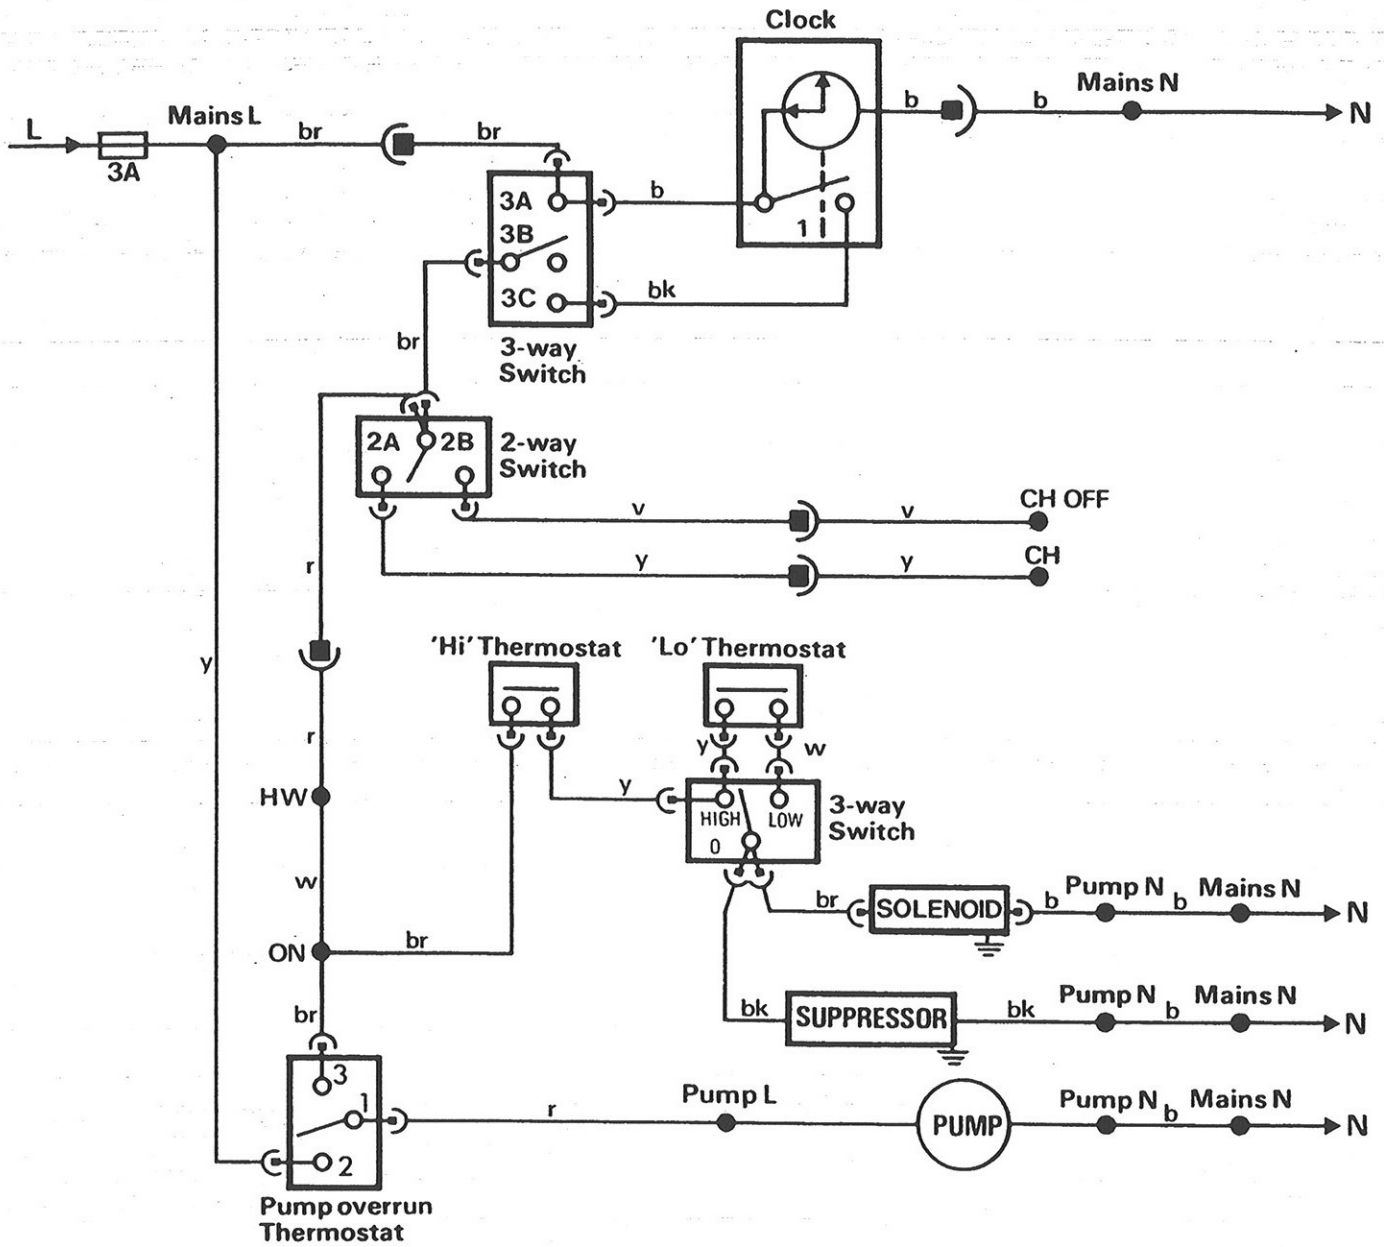 Clock
L
3A
Mains L
br
br
b
b
Mains N
N
3A
3B
3C
b
1
bk
3-way
Switch
br
2A
2B
2-way
Switch
v
v
CH OFF
y
y
CH
r
y
'Hi' Thermostat
'Lo' Thermostat
r
y
w
y
HW
HIGH
LOW
0
3-way
Switch
w
br
SOLENOID
b
Pump N
b
Mains N
N
ON
br
br
bk
SUPPRESSOR
bk
Pump N
b
Mains N
N
3
1
2
r
Pump L
PUMP
Pump N
b
Mains N
N
Pump overrun
Thermostat